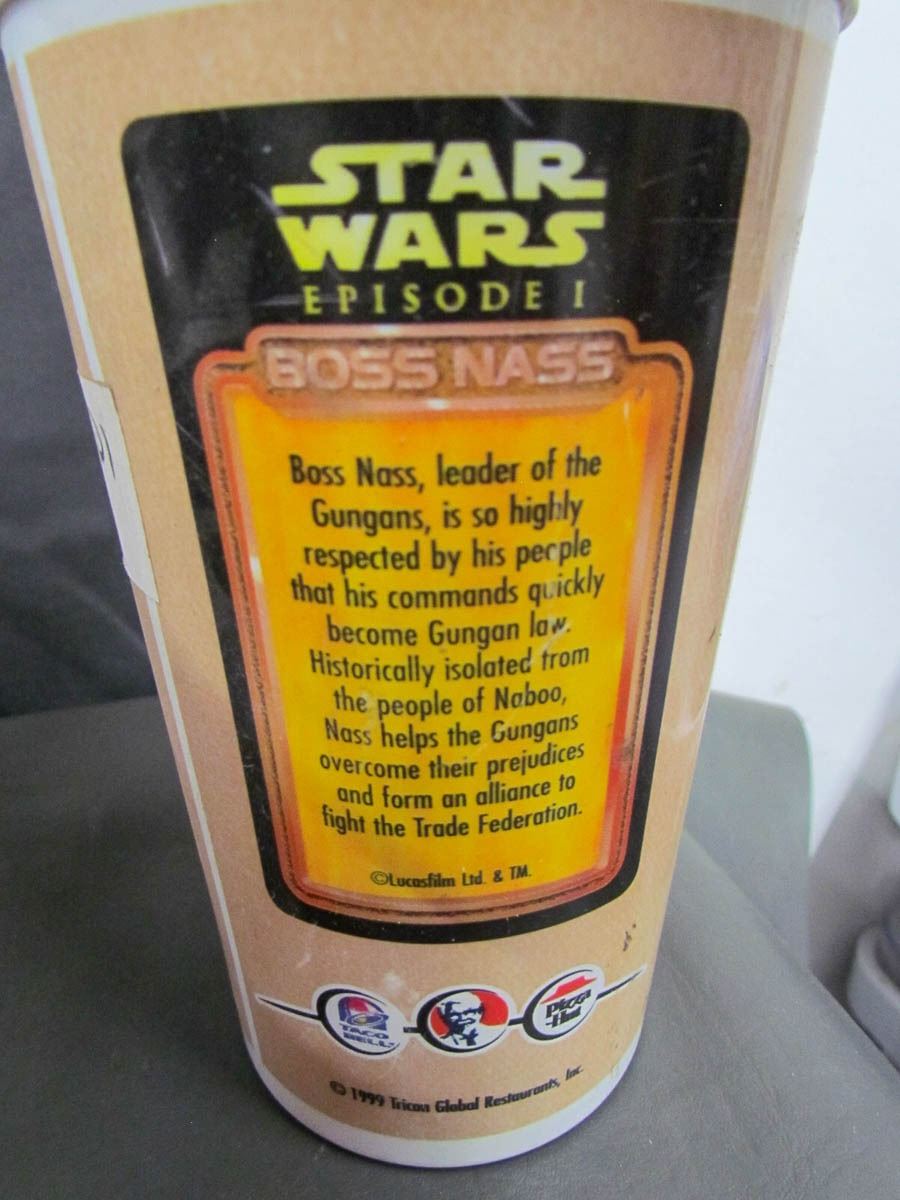 STAR
WARS
EPISODE I
BOSS NASS
Boss Nass, leader of the
Gungans, is so highly
respected by his people
that his commands quickly
become Gungan law.
Historically isolated from
the people of Naboo,
Nass helps the Gungans
overcome their prejudices
and form an alliance to
fight the Trade Federation.
©Lucasfilm Ltd. & TM.
TACO
BELL
Pizza
Hut
© 1999 Tricon Global Restaurants, Inc.